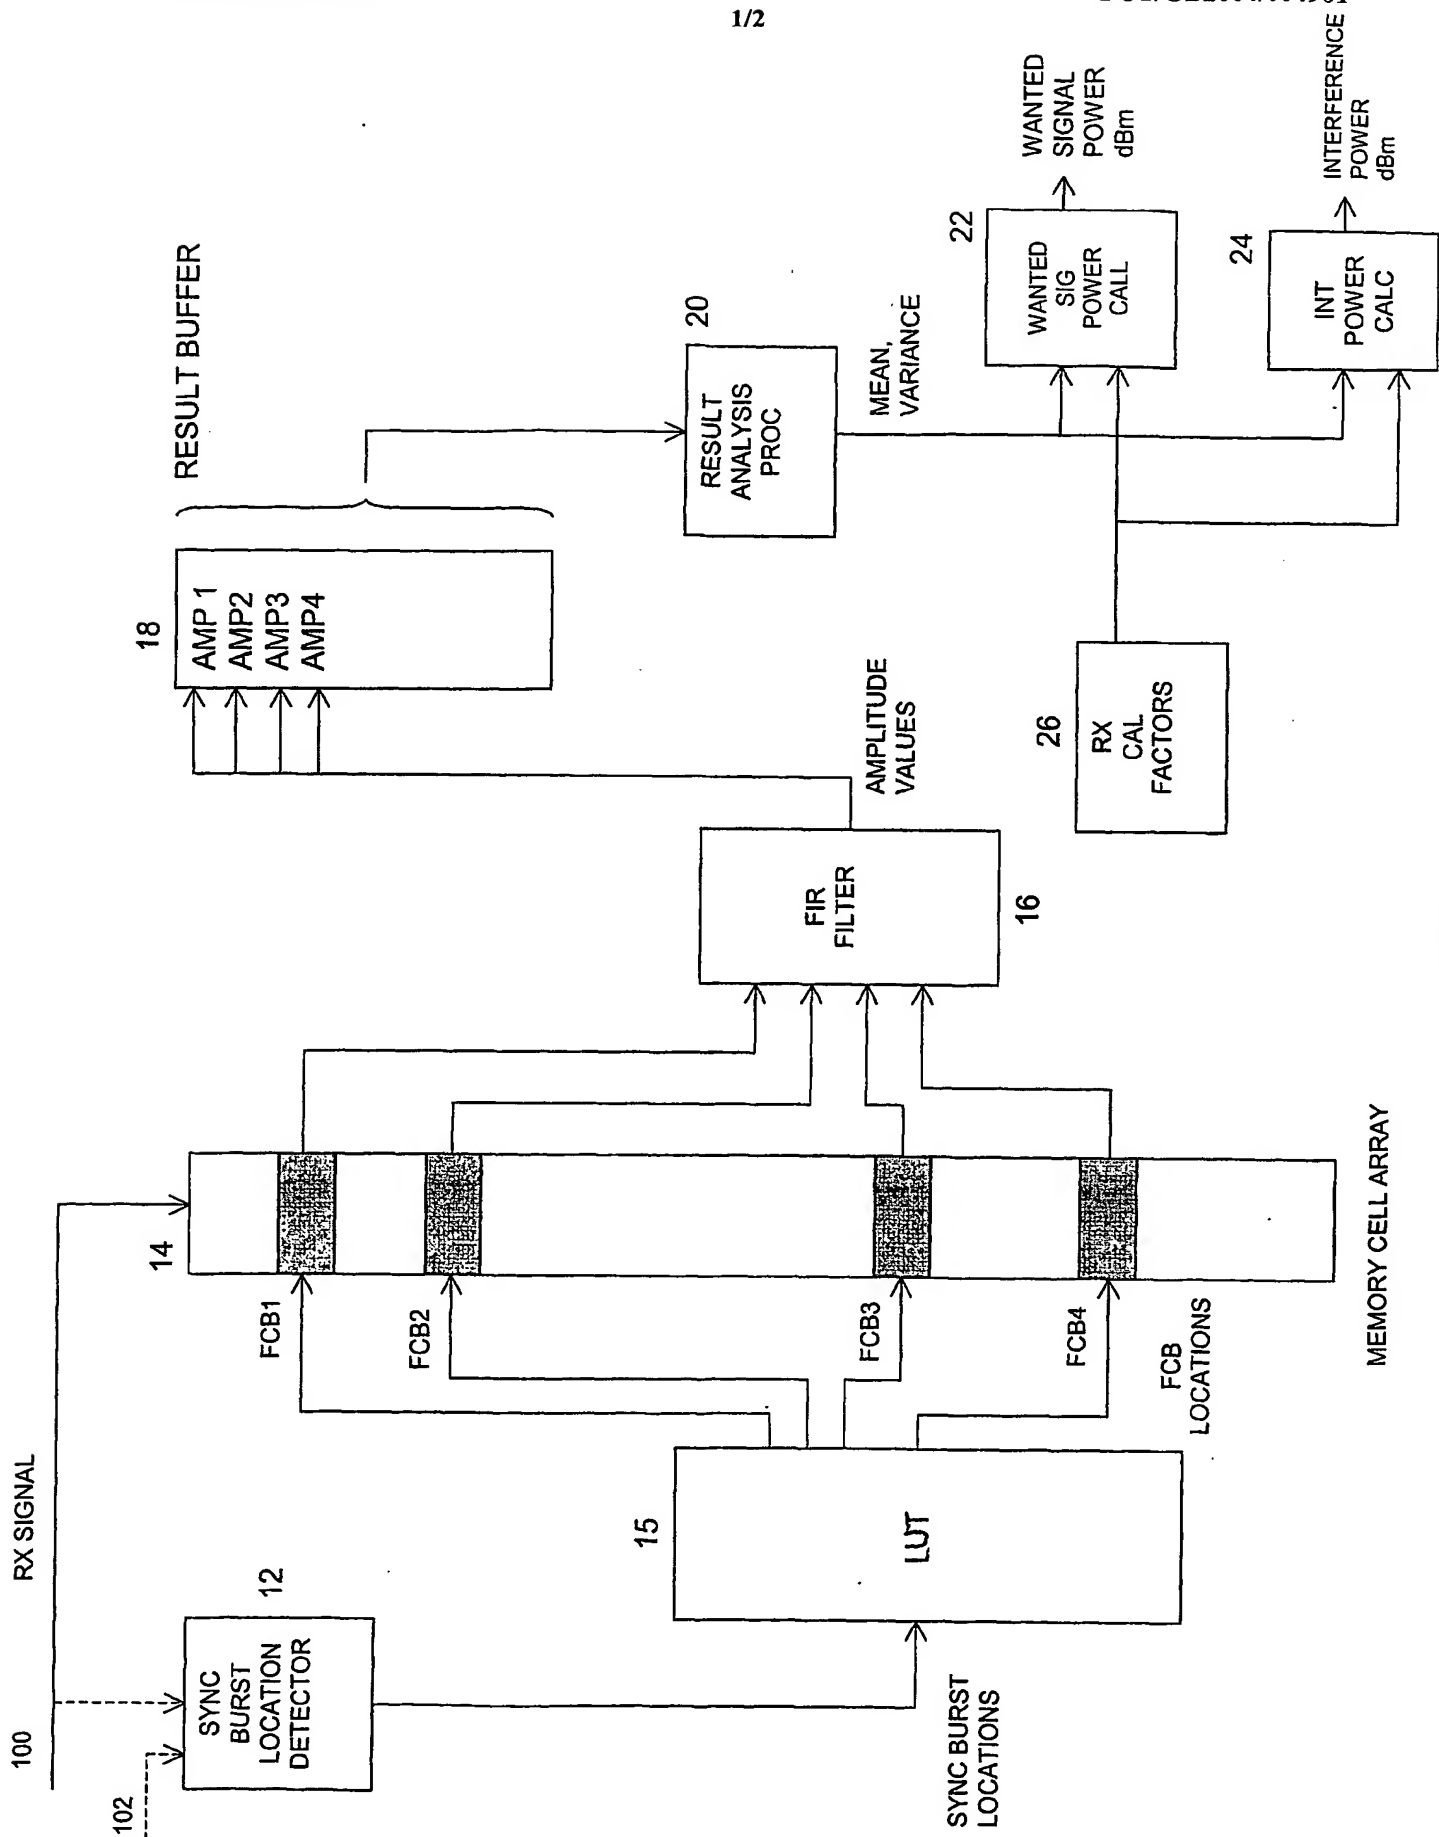 1/2
100
RX SIGNAL
102
SYNC
BURST
LOCATION
DETECTOR
12
SYNC BURST
LOCATIONS
15
LUT
FCB1
FCB2
FCB3
FCB4
FCB
LOCATIONS
14
MEMORY CELL ARRAY
FIR
FILTER
16
AMPLITUDE
VALUES
18
AMP 1
AMP2
AMP3
AMP4
RESULT BUFFER
RESULT
ANALYSIS
PROC
20
MEAN,
VARIANCE
26
RX
CAL
FACTORS
22
WANTED
SIG
POWER
CALL
WANTED
SIGNAL
POWER
dBm
24
INT
POWER
CALC
INTERFERENCE
POWER
dBm